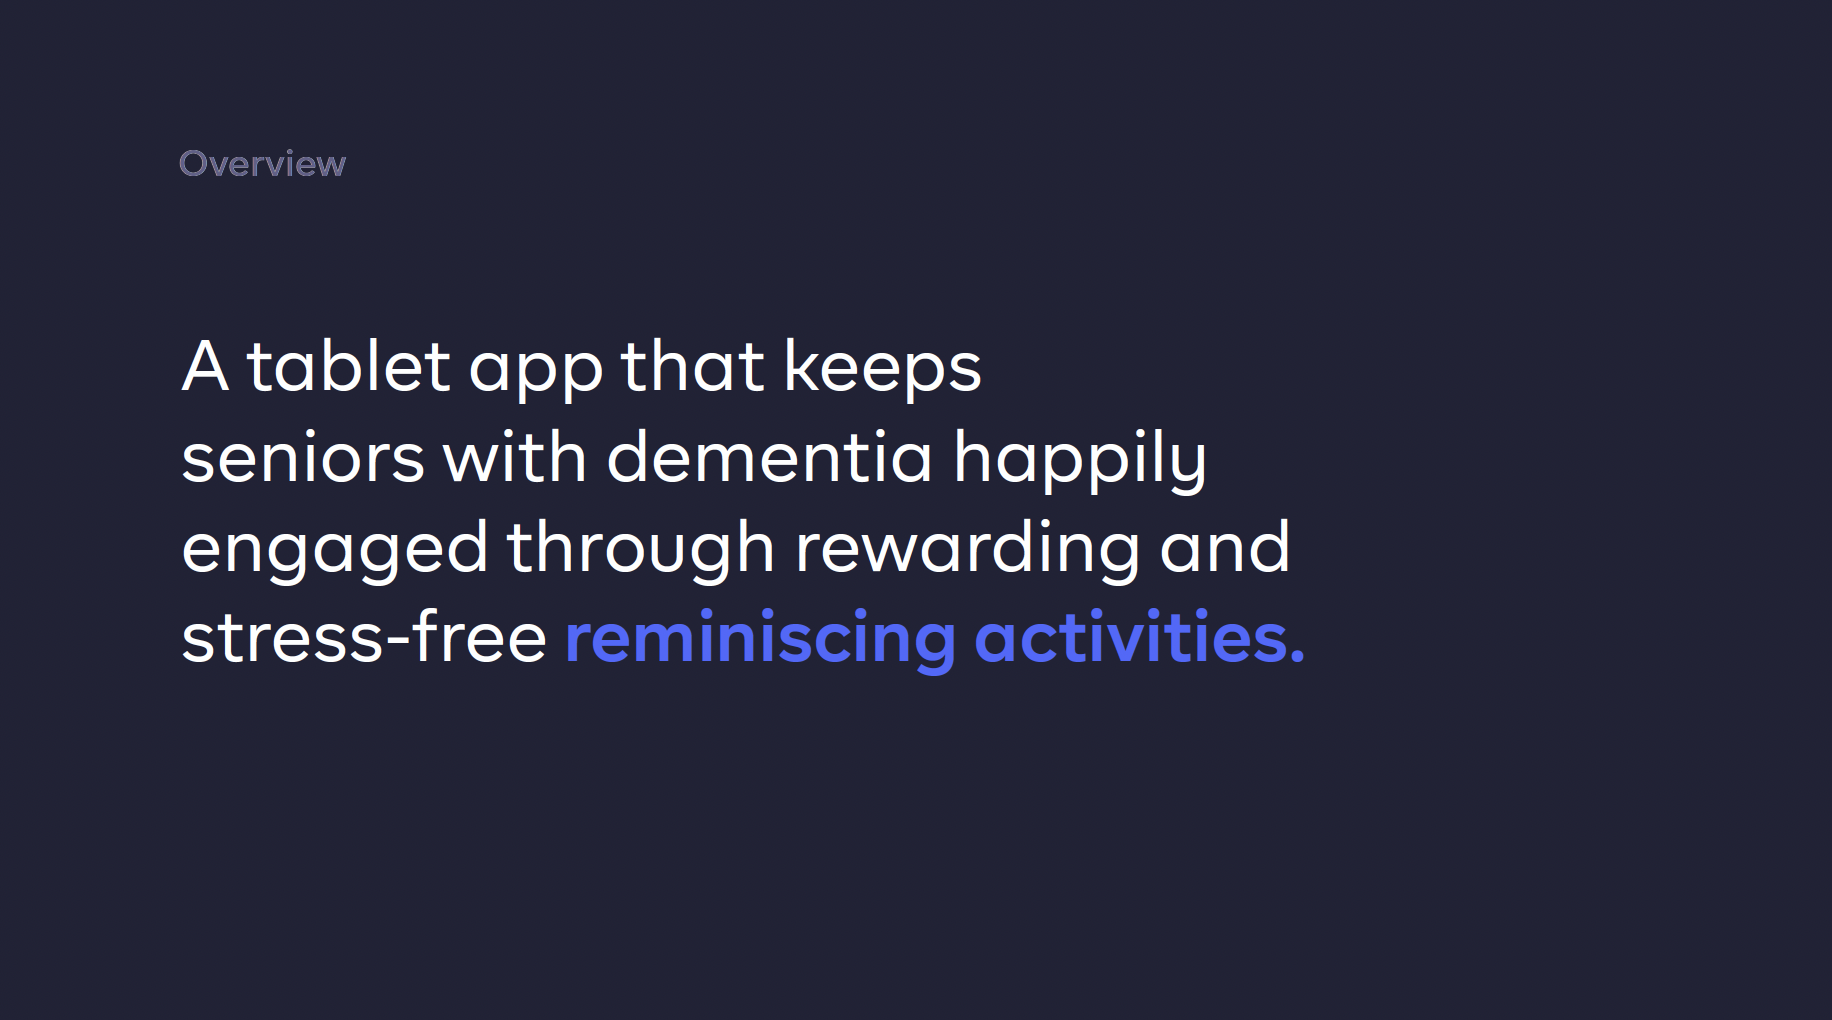 Overview
A tablet app that keeps
seniors with dementia happily
engaged through rewarding and
stress-free reminiscing activities.